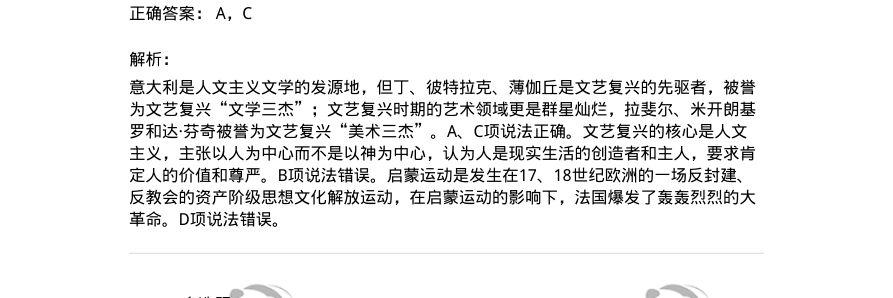 正确答案： A，C
解析：
意大利是人文主义文学的发源地，但丁、彼特拉克、薄伽丘是文艺复兴的先驱者，被誉
为文艺复兴“文学三杰”；文艺复兴时期的艺术领域更是群星灿烂，拉斐尔、米开朗基
罗和达·芬奇被誉为文艺复兴“美术三杰”。A、C项说法正确。文艺复兴的核心是人文
主义，主张以人为中心而不是以神为中心，认为人是现实生活的创造者和主人，要求肯
定人的价值和尊严。B项说法错误。启蒙运动是发生在17、18世纪欧洲的一场反封建、
反教会的资产阶级思想文化解放运动，在启蒙运动的影响下，法国爆发了轰轰烈烈的大
革命。D项说法错误。